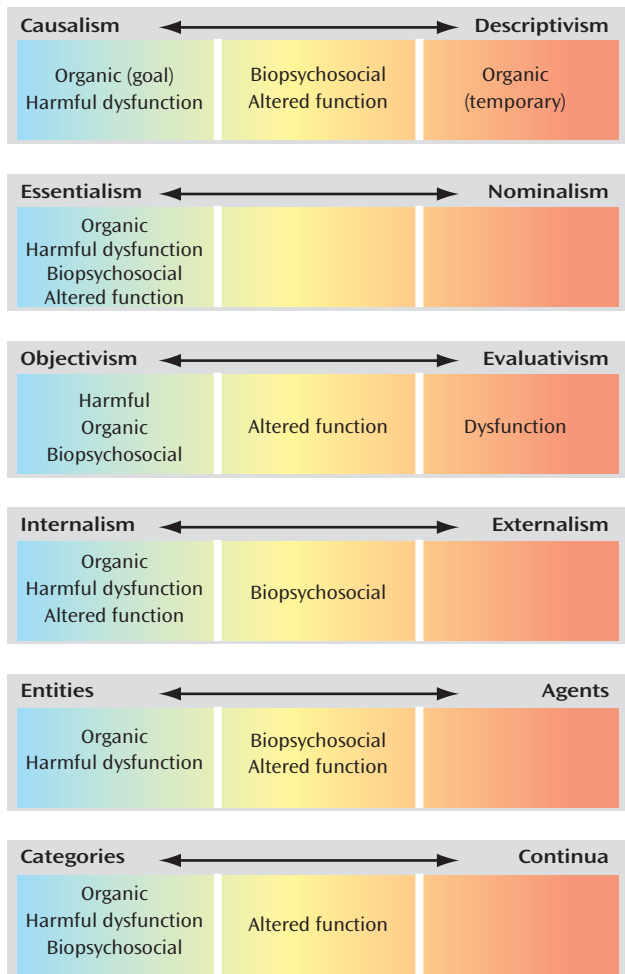 Causalism Descriptivism
Organic (goal) Biopsychosocial Organic
Harmful dysfunction Altered function (temporary)
Essentialism Nominalism
Organic
Harmful dysfunction
Biopsychosocial
Altered function
Objectivism Evaluativism
Harmful
Organic Altered function Dysfunction
Biopsychosocial
Internalism Externalism
Organic
Harmful dysfunction Biopsychosocial
Altered function
Entities Agents
Organic Biopsychosocial
Harmful dysfunction Altered function
Categories Continua
Organic
Harmful dysfunction Altered function
Biopsychosocial